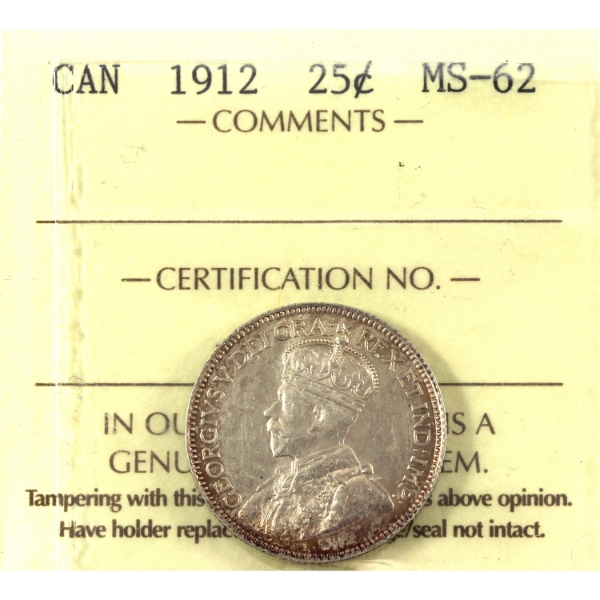 CAN 1912 25¢ MS-62
— COMMENTS —
— CERTIFICATION NO. —
GEORGIVS V DEI GRA: REX ET IND: IMP:
IN OU IS A
GENU EM.
Tampering with this s above opinion.
Have holder replac e/seal not intact.